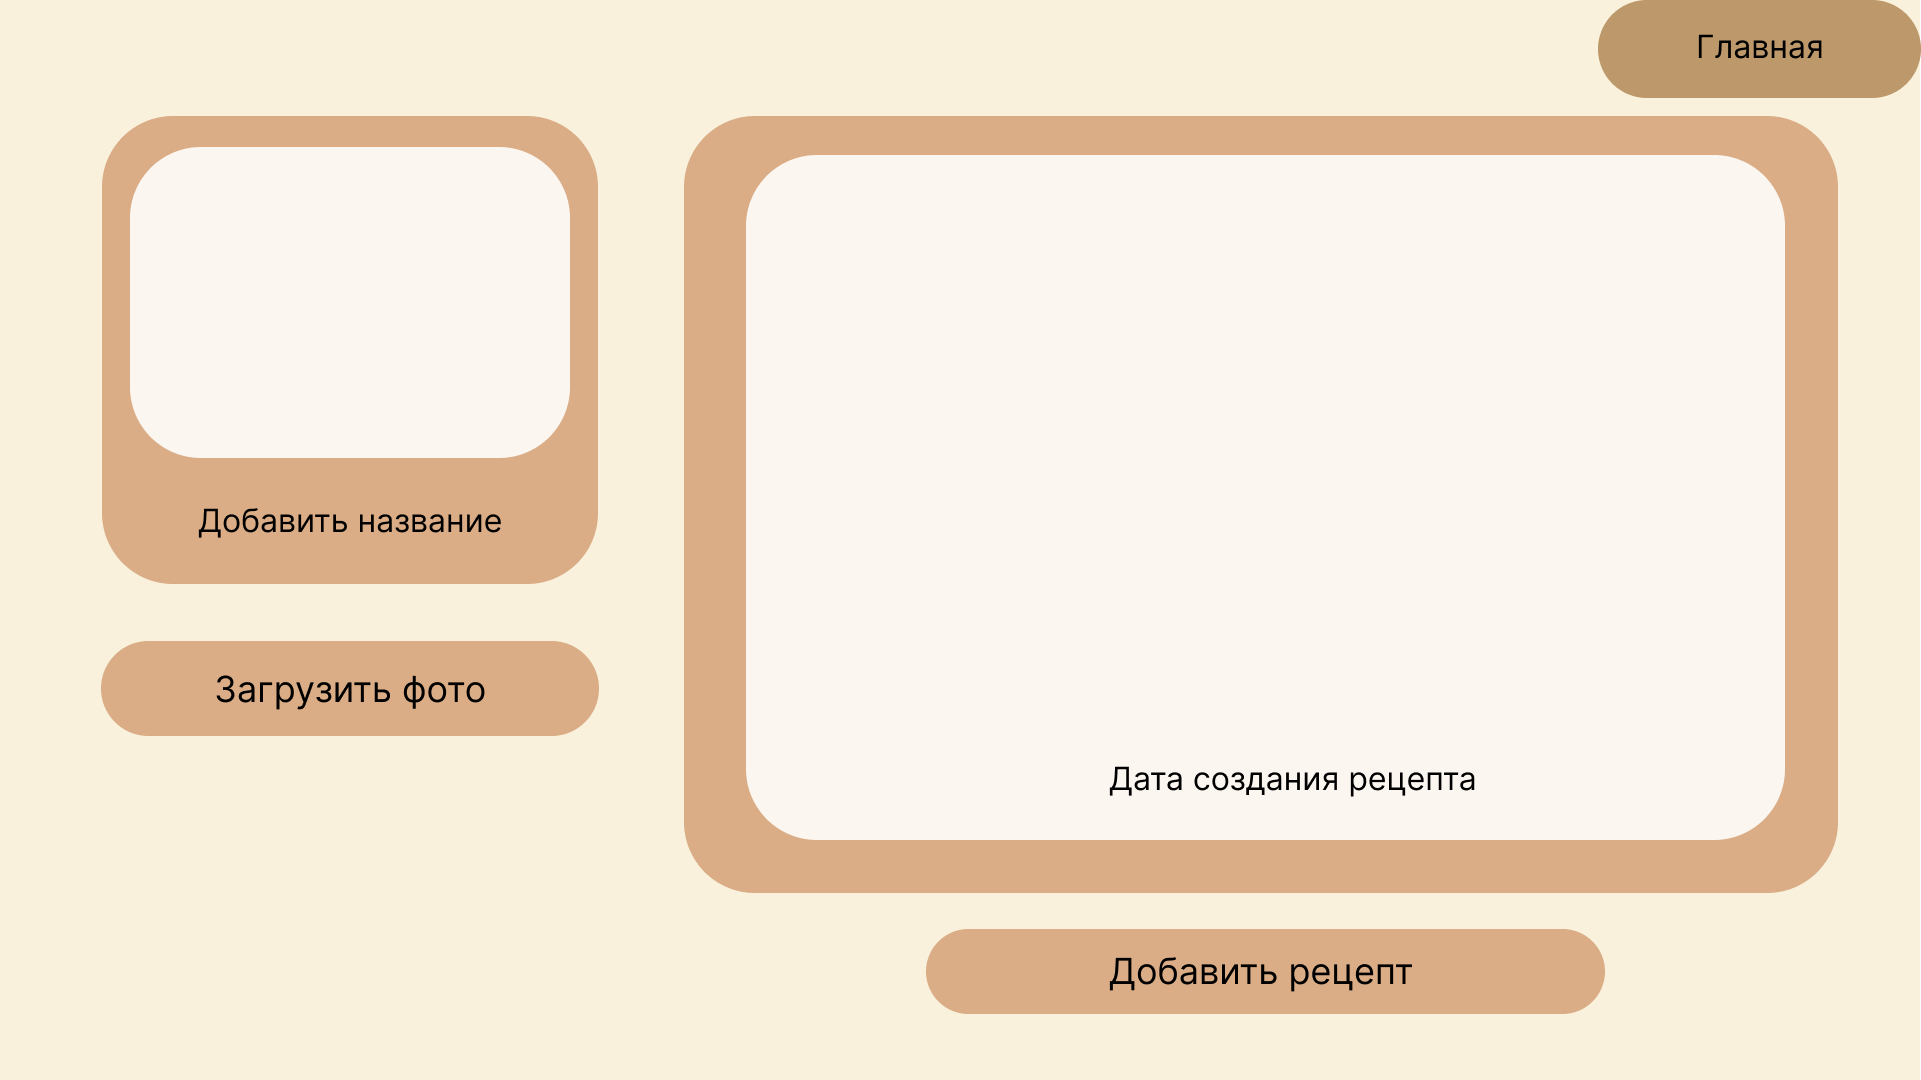 Главная
Добавить название
Загрузить фото
Дата создания рецепта
Добавить рецепт